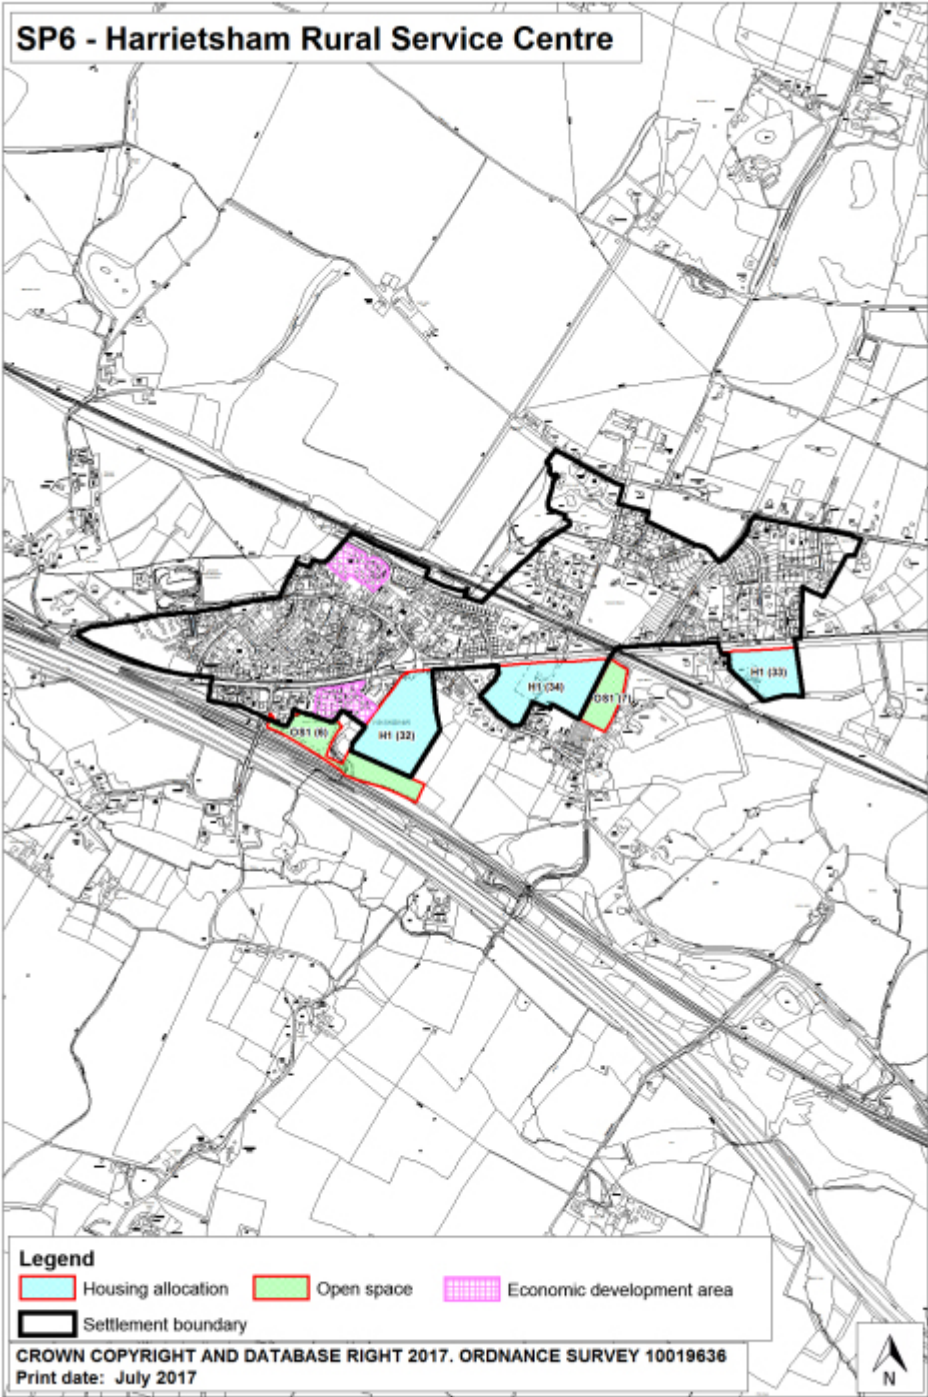 SP6 - Harrietsham Rural Service Centre
H1 (33)
H1 (34)
OS1 (7)
OS1 (6)
H1 (32)
Legend
Housing allocation
Open space
Economic development area
Settlement boundary
CROWN COPYRIGHT AND DATABASE RIGHT 2017. ORDNANCE SURVEY 10019636
Print date: July 2017
N